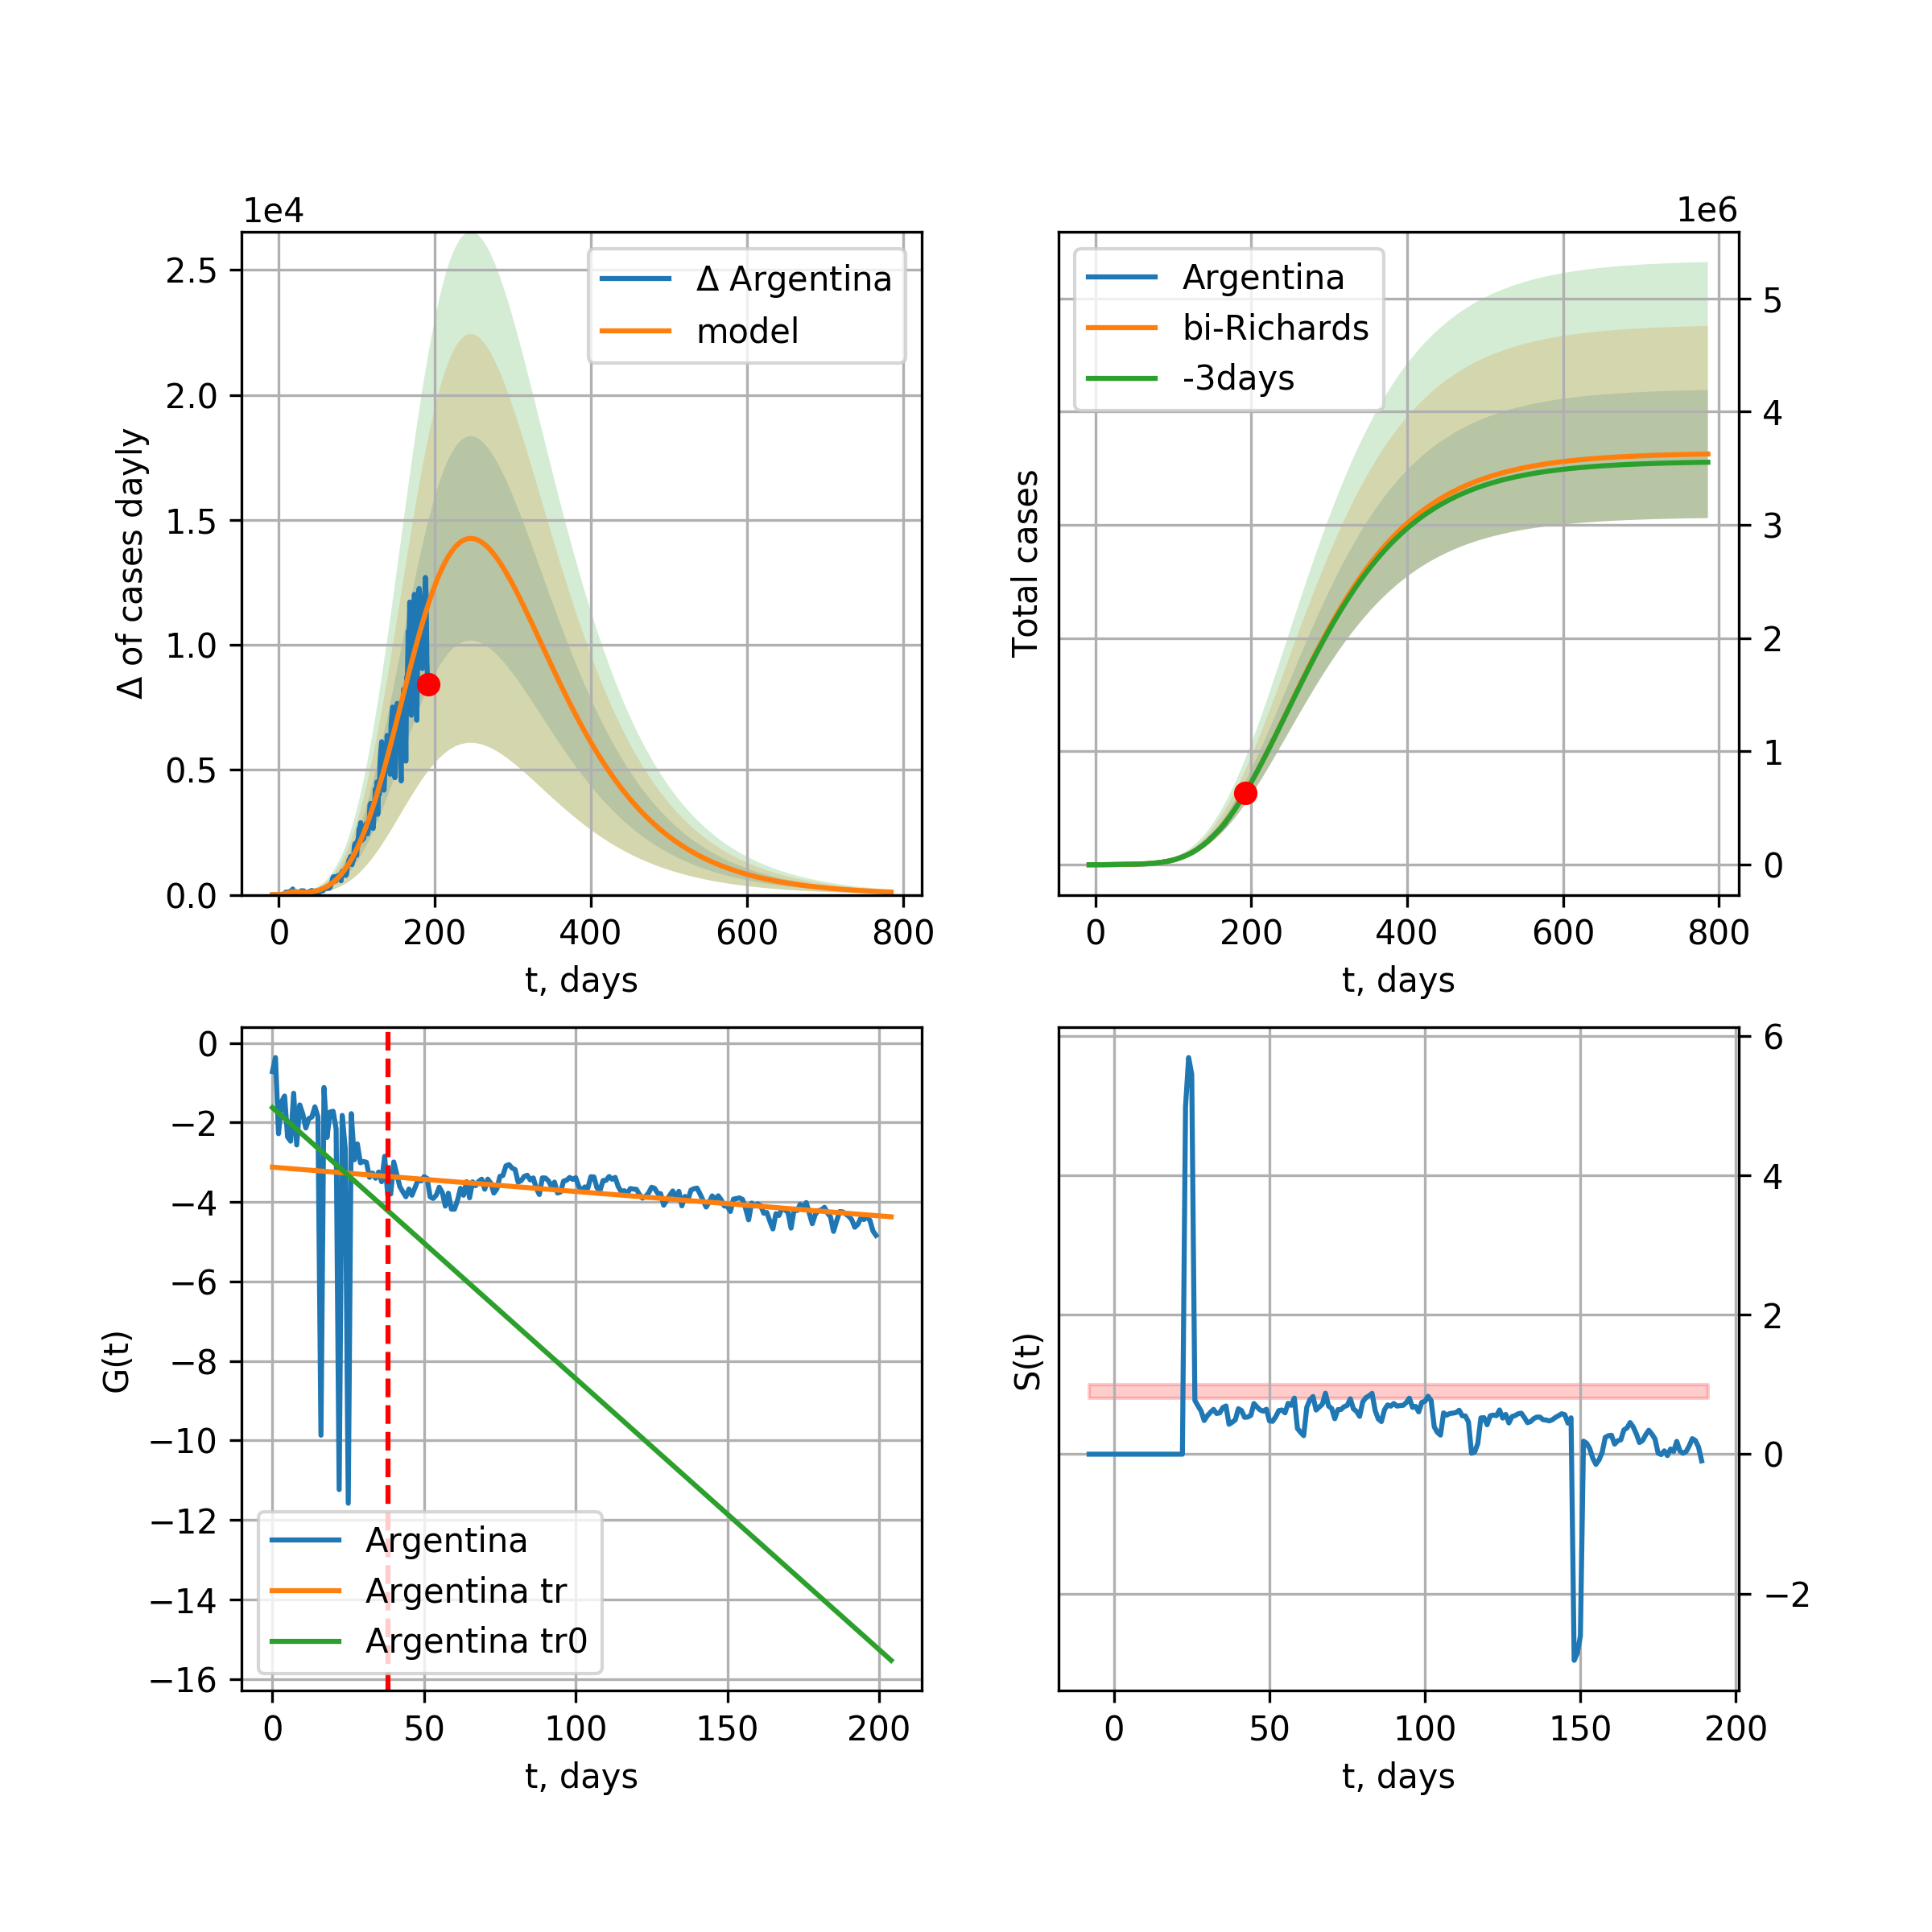 1e4
2.5
2.0
1.5
1.0
0.5
0.0
Δ of cases dayly
Δ Argentina
model
0 200 400 600 800
t, days
1e6
Argentina
bi-Richards
-3days
Total cases
5
4
3
2
1
0
0 200 400 600 800
t, days
0
−2
−4
−6
−8
−10
−12
−14
−16
G(t)
Argentina
Argentina tr
Argentina tr0
0 50 100 150 200
t, days
S(t)
6
4
2
0
−2
0 50 100 150 200
t, days